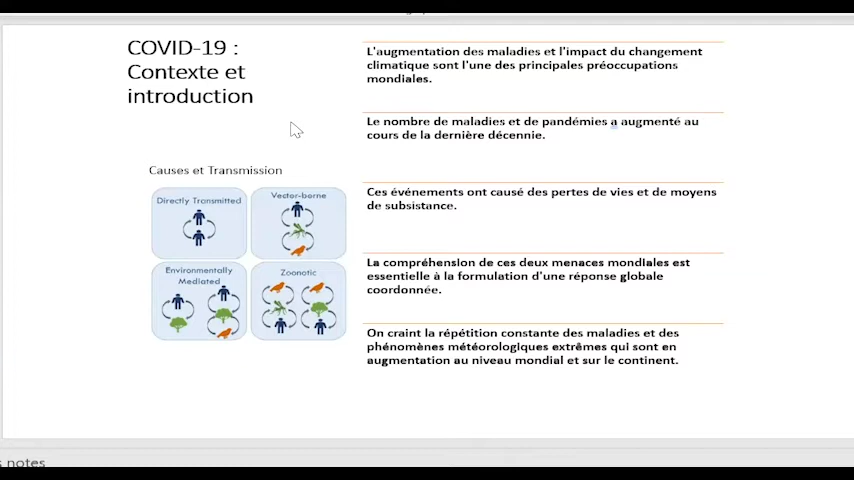 COVID-19 :
Contexte et
introduction
L'augmentation des maladies et l'impact du changement
climatique sont l'une des principales préoccupations
mondiales.
Le nombre de maladies et de pandémies a augmenté au
cours de la dernière décennie.
Causes et Transmission
Directly Transmitted
Vector-borne
Environmentally
Mediated
Zoonotic
Ces événements ont causé des pertes de vies et de moyens
de subsistance.
La compréhension de ces deux menaces mondiales est
essentielle à la formulation d'une réponse globale
coordonnée.
On craint la répétition constante des maladies et des
phénomènes météorologiques extrêmes qui sont en
augmentation au niveau mondial et sur le continent.
notes